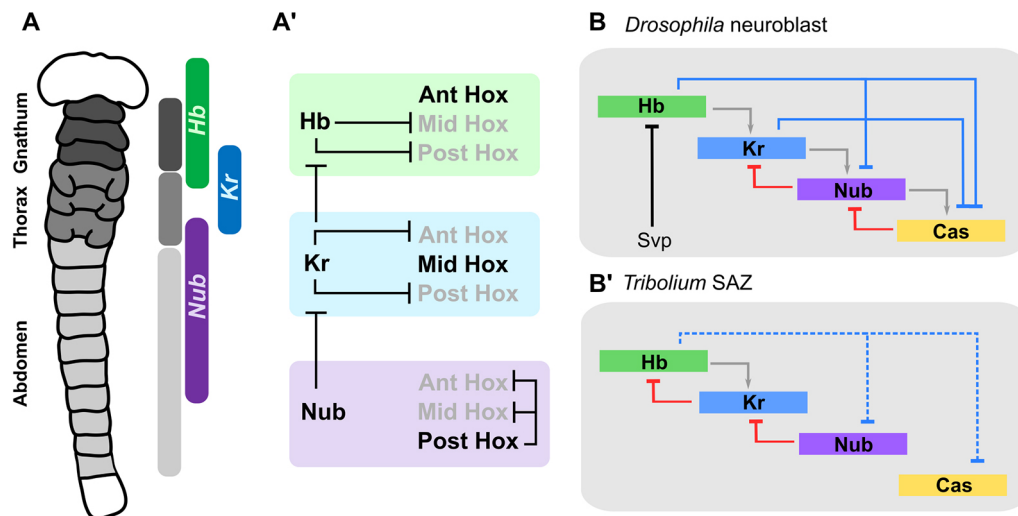 A
Gnathum
Thorax
Abdomen
Hb
Kr
Nub
A'
Hb
Ant Hox
Mid Hox
Post Hox
Kr
Ant Hox
Mid Hox
Post Hox
Nub
Ant Hox
Mid Hox
Post Hox
B Drosophila neuroblast
Hb
Kr
Nub
Cas
Svp
B' Tribolium SAZ
Hb
Kr
Nub
Cas